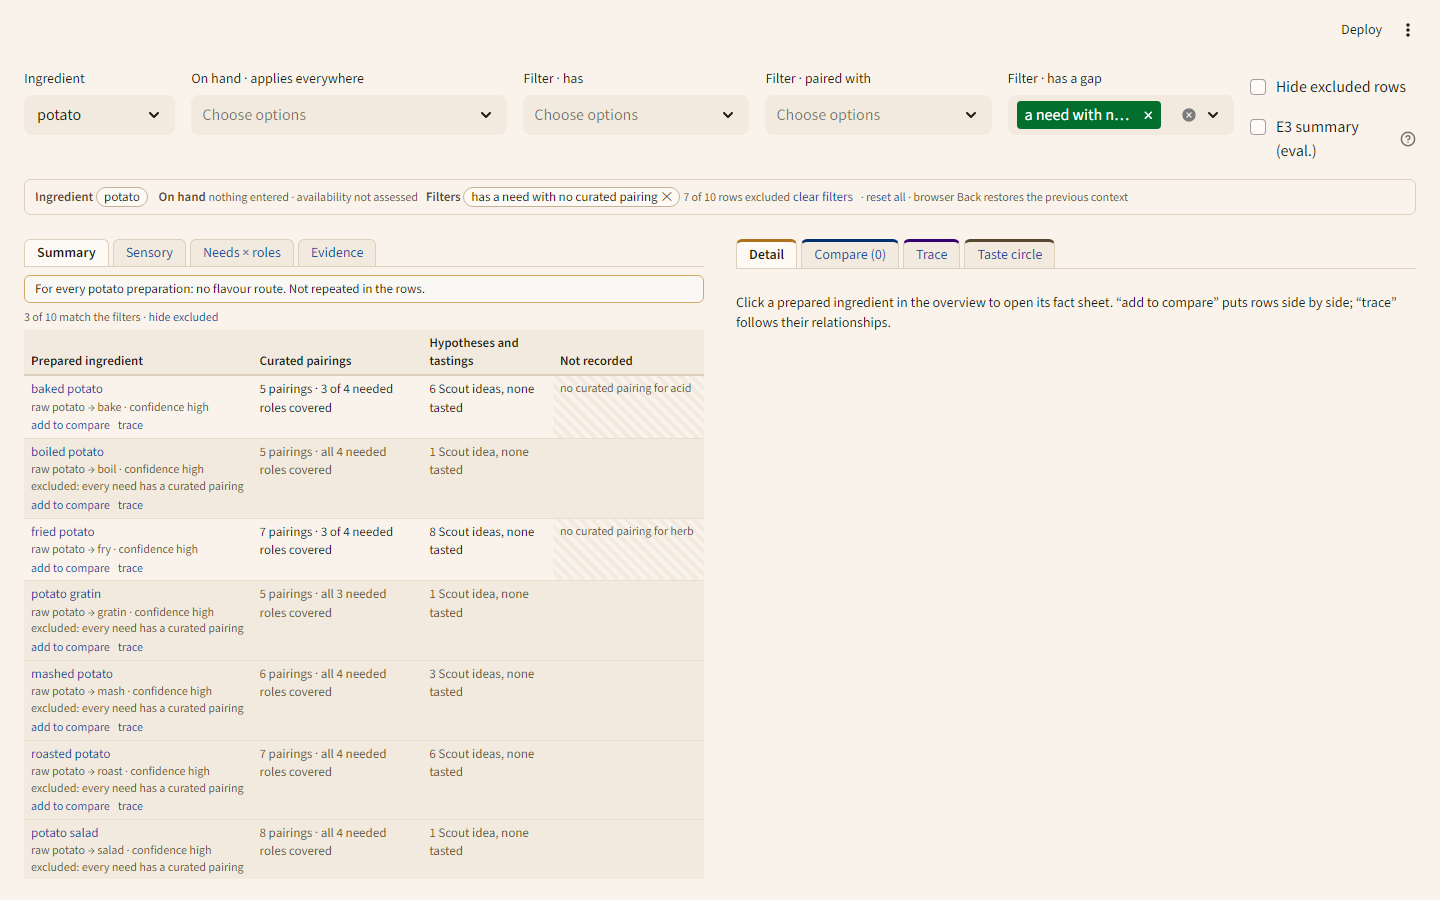 Deploy
Ingredient
On hand · applies everywhere
Filter · has
Filter · paired with
Filter · has a gap
potato
Choose options
Choose options
Choose options
a need with n...
Hide excluded rows
E3 summary
(eval.)
Ingredient potato On hand nothing entered · availability not assessed Filters has a need with no curated pairing 7 of 10 rows excluded clear filters · reset all · browser Back restores the previous context
Summary
Sensory
Needs × roles
Evidence
For every potato preparation: no flavour route. Not repeated in the rows.
3 of 10 match the filters · hide excluded
Prepared ingredient
Curated pairings
Hypotheses and
tastings
Not recorded
baked potato
raw potato → bake · confidence high
add to compare trace
5 pairings · 3 of 4 needed
roles covered
6 Scout ideas, none
tasted
no curated pairing for acid
boiled potato
raw potato → boil · confidence high
excluded: every need has a curated pairing
add to compare trace
5 pairings · all 4 needed
roles covered
1 Scout idea, none
tasted
fried potato
raw potato → fry · confidence high
add to compare trace
7 pairings · 3 of 4 needed
roles covered
8 Scout ideas, none
tasted
no curated pairing for herb
potato gratin
raw potato → gratin · confidence high
excluded: every need has a curated pairing
add to compare trace
5 pairings · all 3 needed
roles covered
1 Scout idea, none
tasted
mashed potato
raw potato → mash · confidence high
excluded: every need has a curated pairing
add to compare trace
6 pairings · all 4 needed
roles covered
3 Scout ideas, none
tasted
roasted potato
raw potato → roast · confidence high
excluded: every need has a curated pairing
add to compare trace
7 pairings · all 4 needed
roles covered
6 Scout ideas, none
tasted
potato salad
raw potato → salad · confidence high
excluded: every need has a curated pairing
8 pairings · all 4 needed
roles covered
1 Scout idea, none
tasted
Detail
Compare (0)
Trace
Taste circle
Click a prepared ingredient in the overview to open its fact sheet. “add to compare” puts rows side by side; “trace”
follows their relationships.